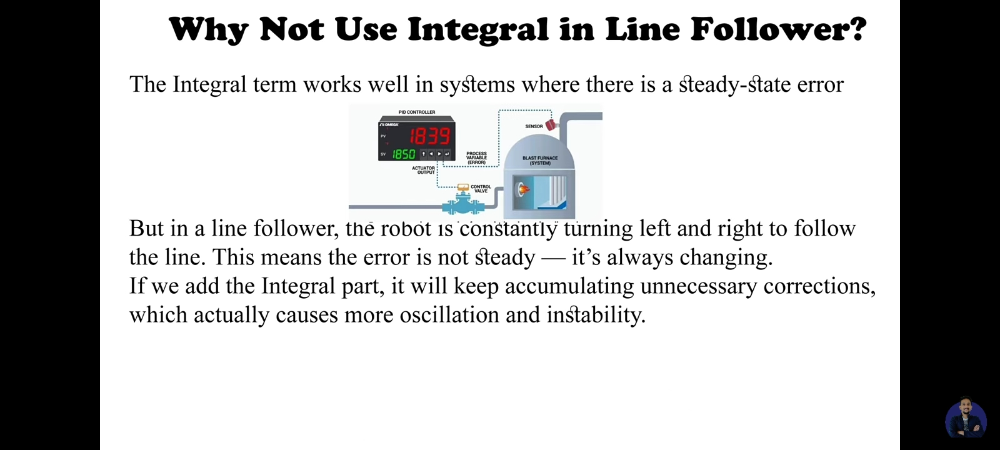 Why Not Use Integral in Line Follower?
The Integral term works well in systems where there is a steady-state error
PID CONTROLLER
OMEGA
PV 1839
SV 1850
SENSOR
PROCESS
VARIABLE
(ERROR)
BLAST FURNACE
(SYSTEM)
ACTUATOR
OUTPUT
CONTROL
VALVE
But in a line follower, the robot is constantly turning left and right to follow
the line. This means the error is not steady — it’s always changing.
If we add the Integral part, it will keep accumulating unnecessary corrections,
which actually causes more oscillation and instability.